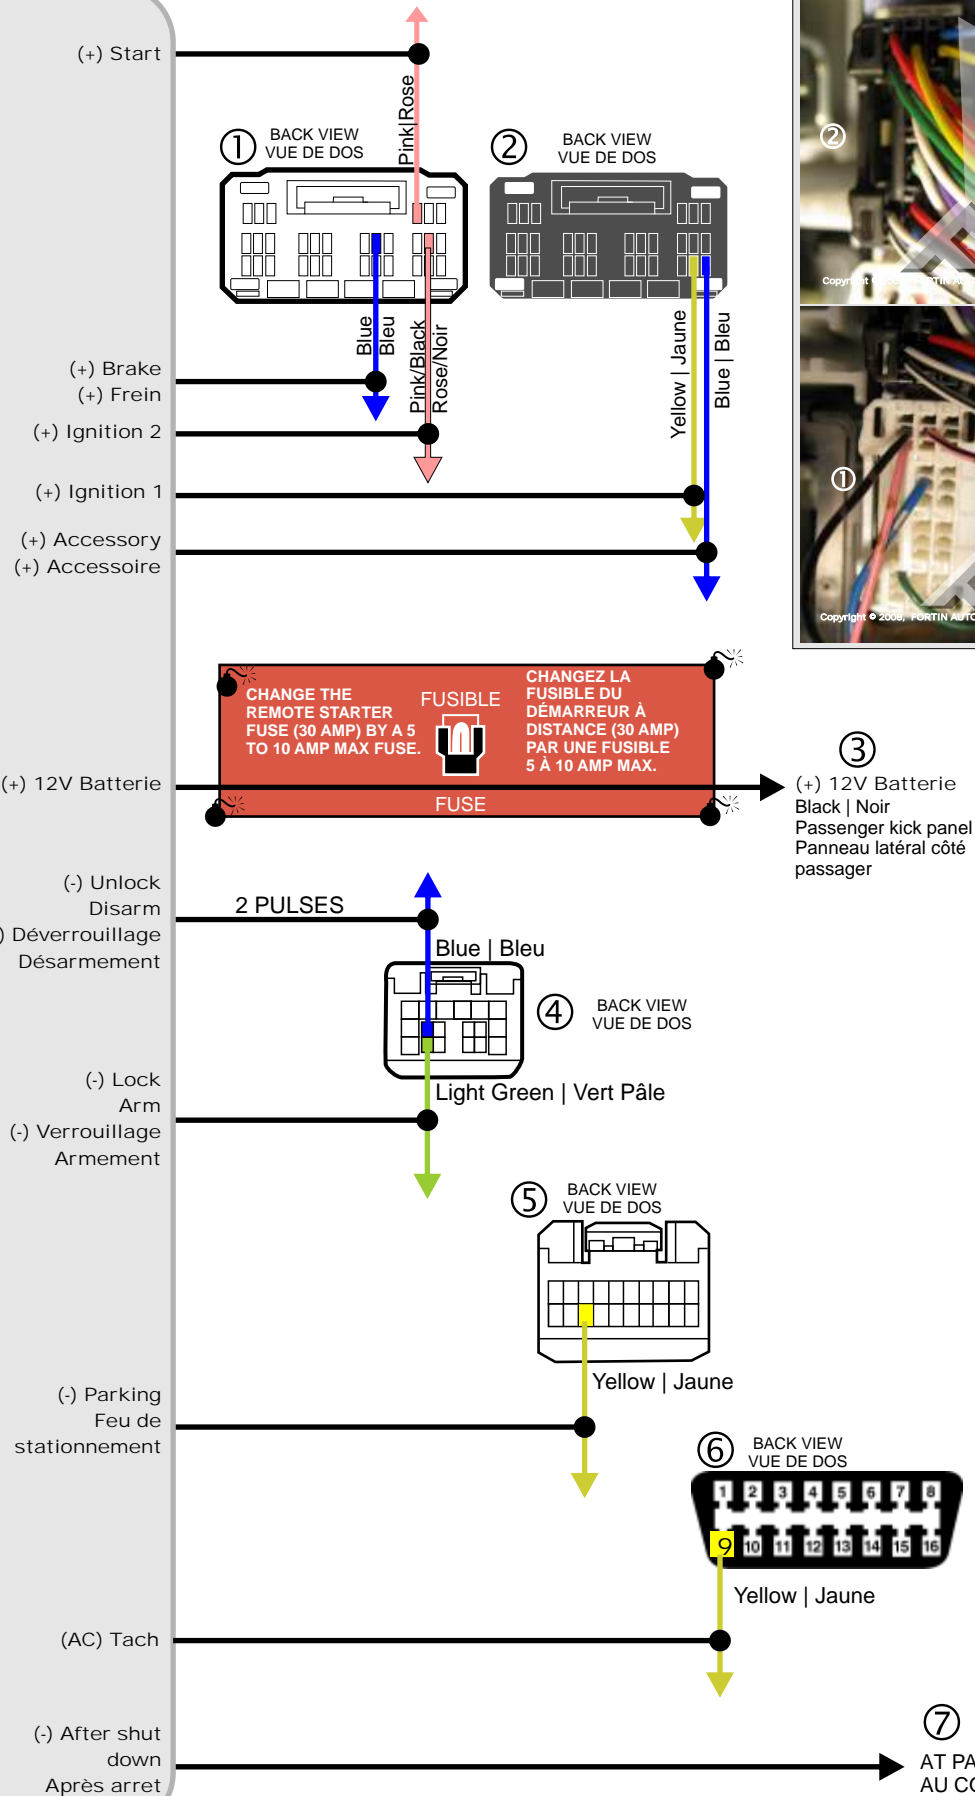 (+) Start
Pink|Rose
①
BACK VIEW
VUE DE DOS
②
BACK VIEW
VUE DE DOS
②
Blue
Bleu
Pink/Black
Rose/Noir
Yellow | Jaune
Blue | Bleu
(+) Brake
(+) Frein
(+) Ignition 2
(+) Ignition 1
(+) Accessory
(+) Accessoire
①
Copyright © 2008, FORTIN
CHANGE THE
REMOTE STARTER
FUSE (30 AMP) BY A 5
TO 10 AMP MAX FUSE.
FUSIBLE
CHANGEZ LA
FUSIBLE DU
DÉMARREUR À
DISTANCE (30 AMP)
PAR UNE FUSIBLE
5 À 10 AMP MAX.
FUSE
(+) 12V Batterie
③
(+) 12V Batterie
Black | Noir
Passenger kick panel
Panneau latéral côté
passager
(-) Unlock
Disarm
) Déverrouillage
Désarmement
2 PULSES
Blue | Bleu
④
BACK VIEW
VUE DE DOS
Light Green | Vert Pâle
(-) Lock
Arm
(-) Verrouillage
Armement
⑤
BACK VIEW
VUE DE DOS
Yellow | Jaune
(-) Parking
Feu de
stationnement
⑥
BACK VIEW
VUE DE DOS
1 2 3 4 5 6 7 8
9 10 11 12 13 14 15 16
Yellow | Jaune
(AC) Tach
(-) After shut
down
Après arret
⑦
AT PA
AU CO